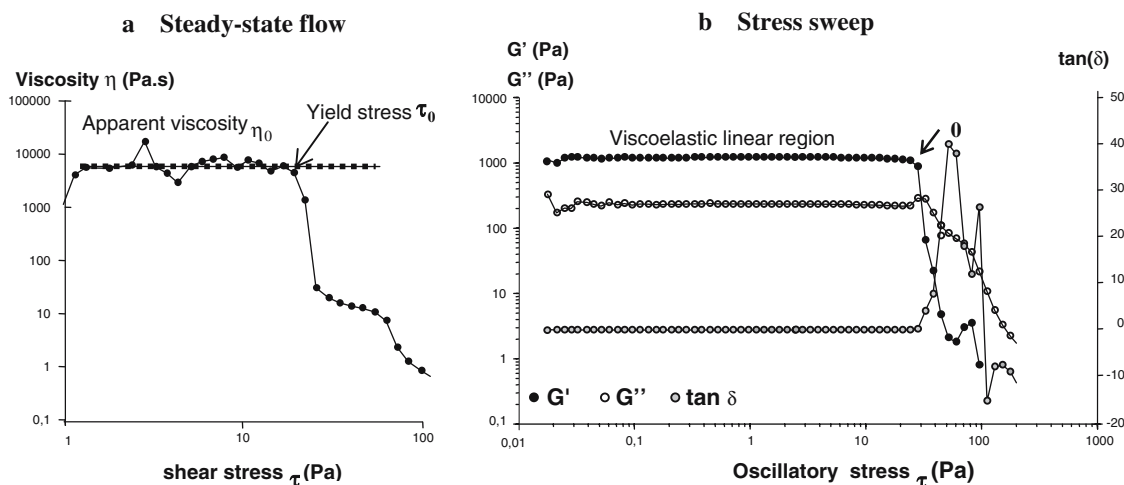 a Steady-state flow
Viscosity η (Pa.s)
100000
10000
1000
100
10
1
0,1
Apparent viscosity η0
Yield stress τ0
1
10
100
shear stress τ (Pa)
b Stress sweep
G' (Pa)
G'' (Pa)
tan(δ)
10000
1000
100
10
1
0,1
50
40
30
20
10
0
-10
-20
Viscoelastic linear region
0
G' G'' tan δ
0,01
0,1
1
10
100
1000
Oscillatory stress τ (Pa)